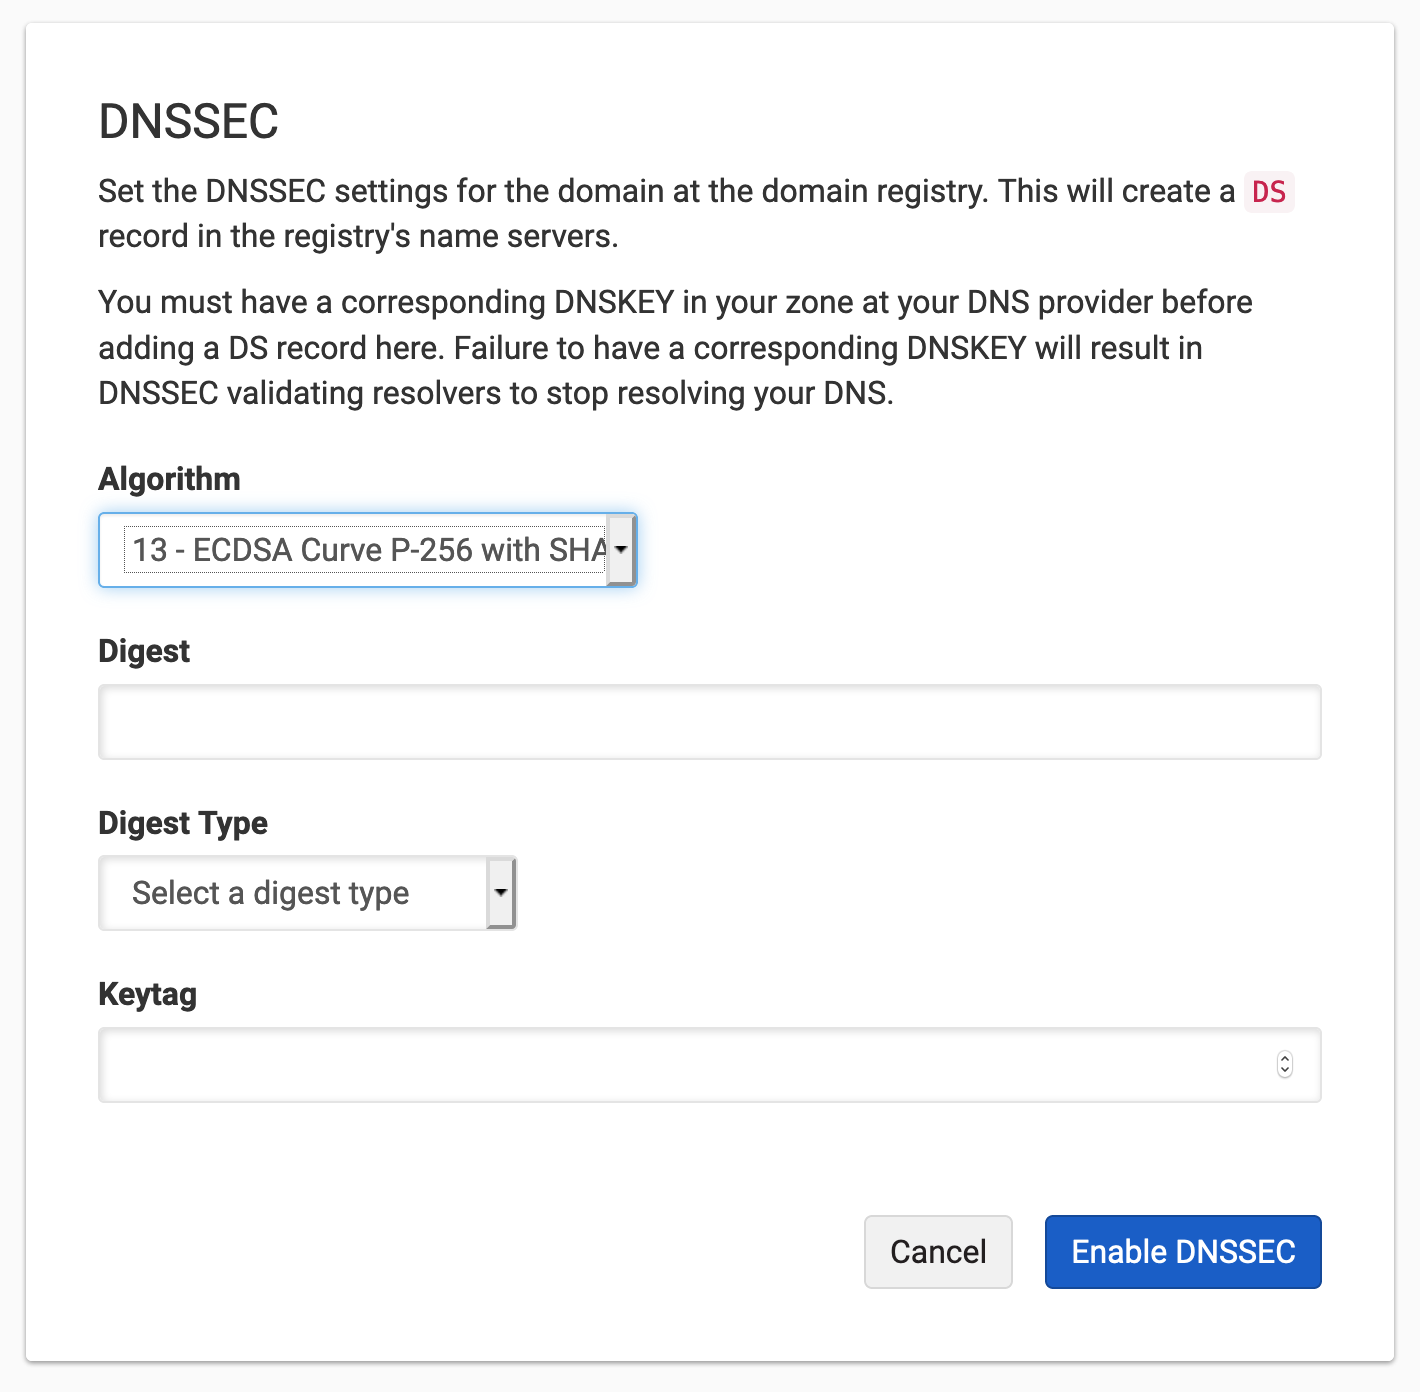 DNSSEC
Set the DNSSEC settings for the domain at the domain registry. This will create a DS
record in the registry's name servers.
You must have a corresponding DNSKEY in your zone at your DNS provider before
adding a DS record here. Failure to have a corresponding DNSKEY will result in
DNSSEC validating resolvers to stop resolving your DNS.
Algorithm
13 - ECDSA Curve P-256 with SHA
Digest
Digest Type
Select a digest type
Keytag
Cancel
Enable DNSSEC